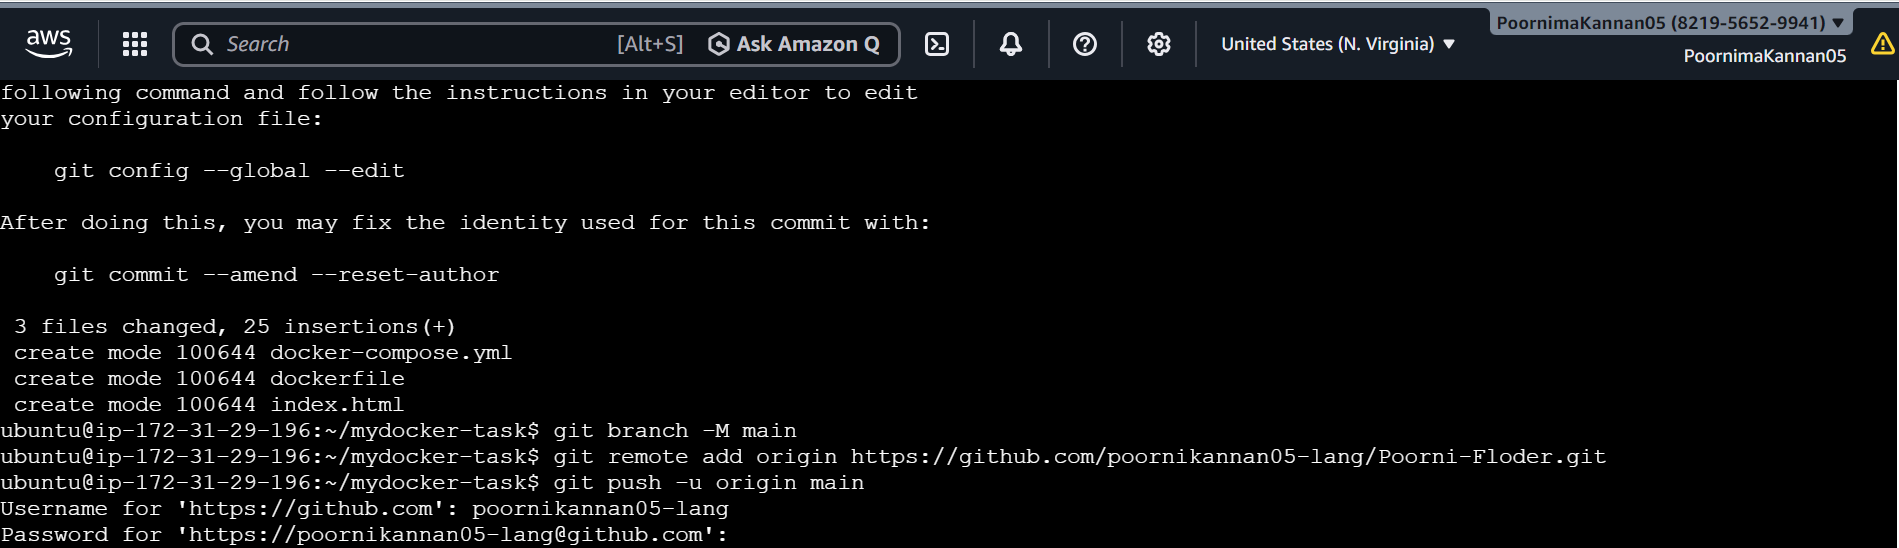 aws
Search [Alt+S] Ask Amazon Q United States (N. Virginia) ▼
PoornimaKannan05 (8219-5652-9941) ▼
PoornimaKannan05
following command and follow the instructions in your editor to edit
your configuration file:
git config --global --edit
After doing this, you may fix the identity used for this commit with:
git commit --amend --reset-author
3 files changed, 25 insertions(+)
create mode 100644 docker-compose.yml
create mode 100644 dockerfile
create mode 100644 index.html
ubuntu@ip-172-31-29-196:~/mydocker-task$ git branch -M main
ubuntu@ip-172-31-29-196:~/mydocker-task$ git remote add origin https://github.com/poornikannan05-lang/Poorni-Floder.git
ubuntu@ip-172-31-29-196:~/mydocker-task$ git push -u origin main
Username for 'https://github.com': poornikannan05-lang
Password for 'https://poornikannan05-lang@github.com':